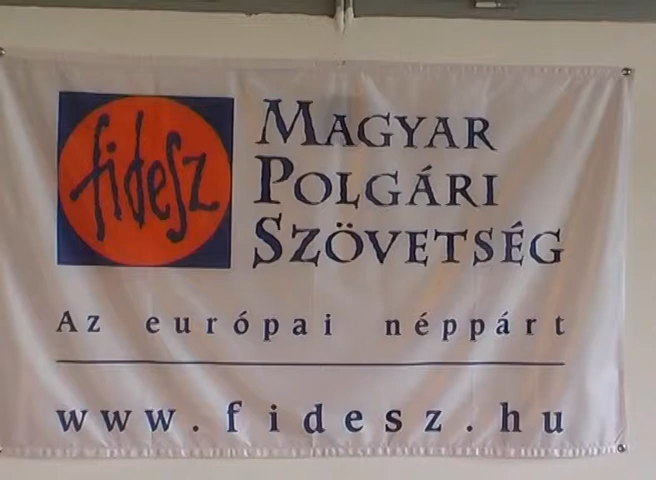 fidesz
MAGYAR
POLGÁRI
SZÖVETSÉG
Az európai néppárt
www.fidesz.hu